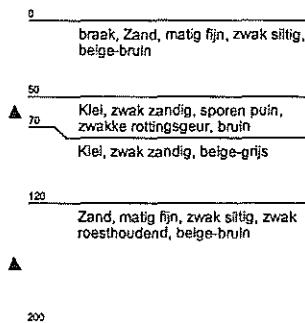 0
braak, Zand, matig fijn, zwak siltig,
beige-bruin
50
Klei, zwak zandig, sporen puin,
zwakke rottingsgeur, bruin
70
Klei, zwak zandig, beige-grijs
120
Zand, matig fijn, zwak siltig, zwak
roesthoudend, beige-bruin
200